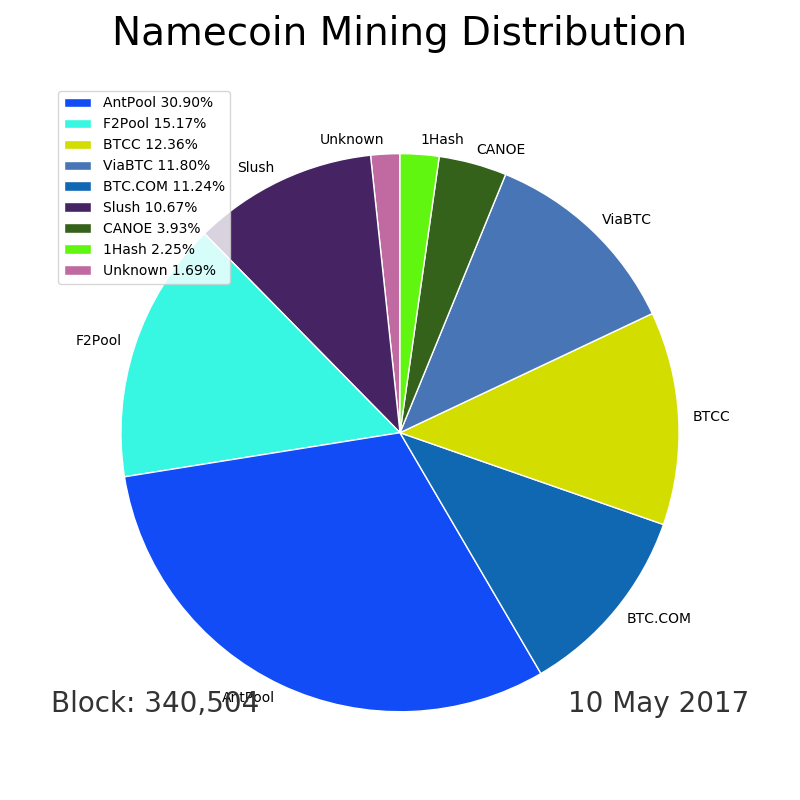 Namecoin Mining Distribution
AntPool 30.90%
F2Pool 15.17%
BTCC 12.36%
ViaBTC 11.80%
BTC.COM 11.24%
Slush 10.67%
CANOE 3.93%
1Hash 2.25%
Unknown 1.69%
Unknown
1Hash
CANOE
Slush
ViaBTC
F2Pool
BTCC
BTC.COM
AntPool
Block: 340,504
10 May 2017